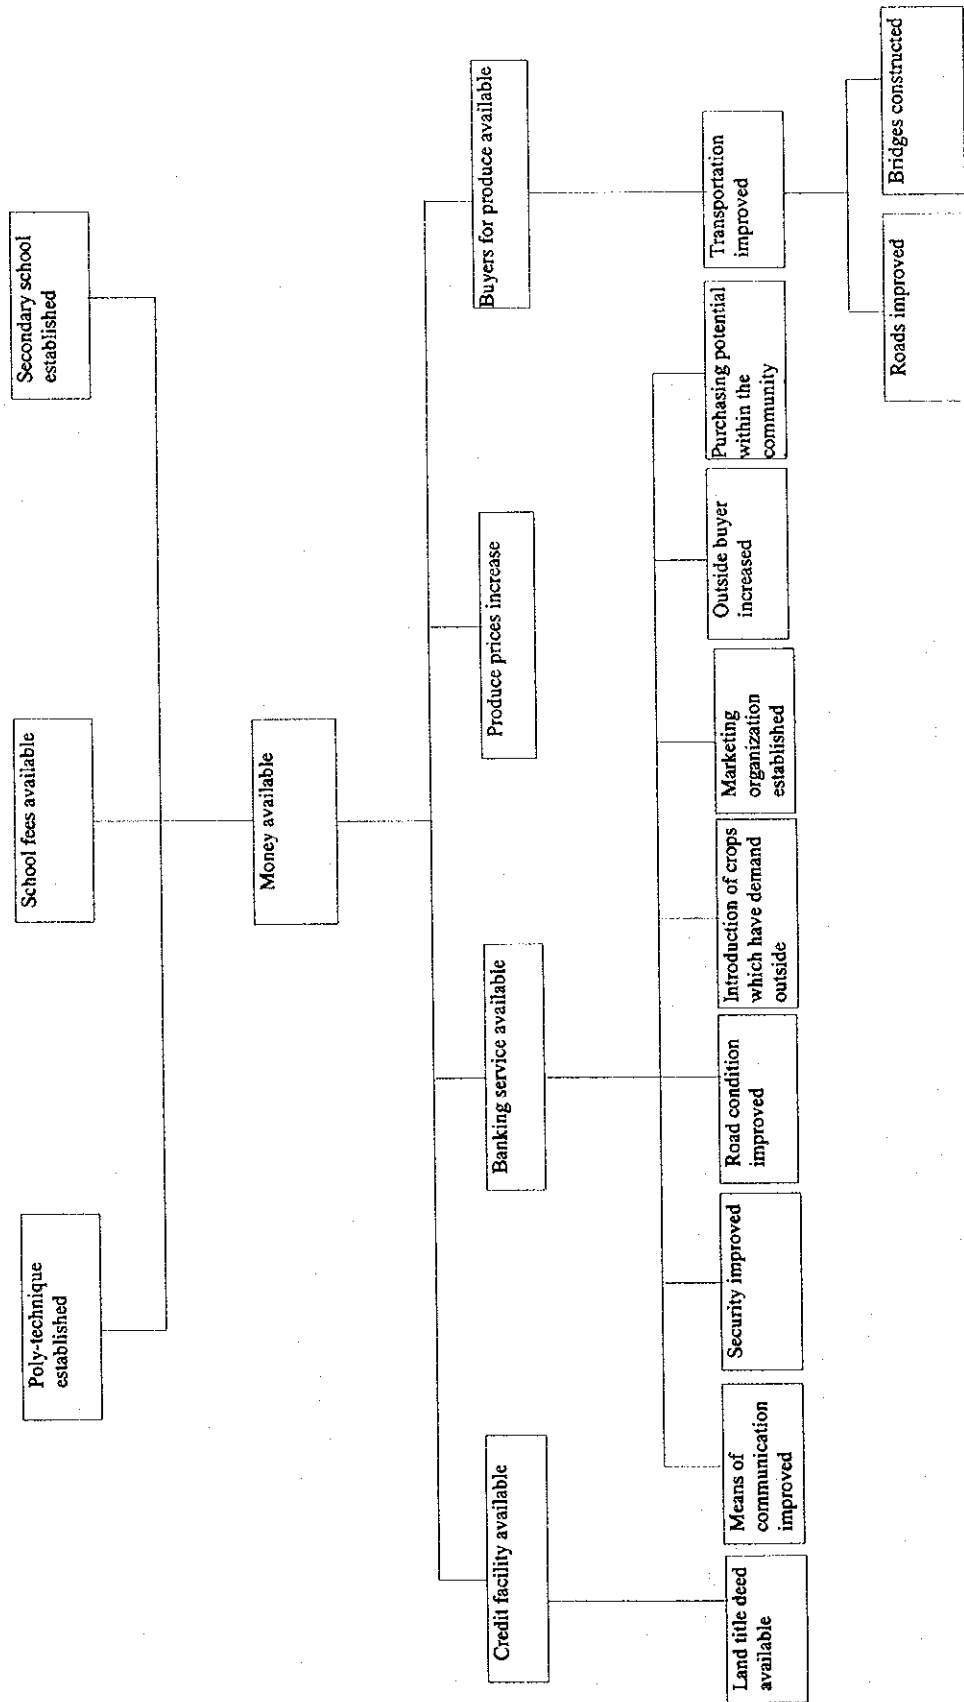 Poly-technique
established
School fees available
Secondary school
established
Money available
Credit facility available
Banking service available
Produce prices increase
Buyers for produce available
Land title deed
available
Means of
communication
improved
Security improved
Road condition
improved
Introduction of crops
which have demand
outside
Marketing
organization
established
Outside buyer
increased
Purchasing potential
within the
community
Transportation
improved
Roads improved
Bridges constructed